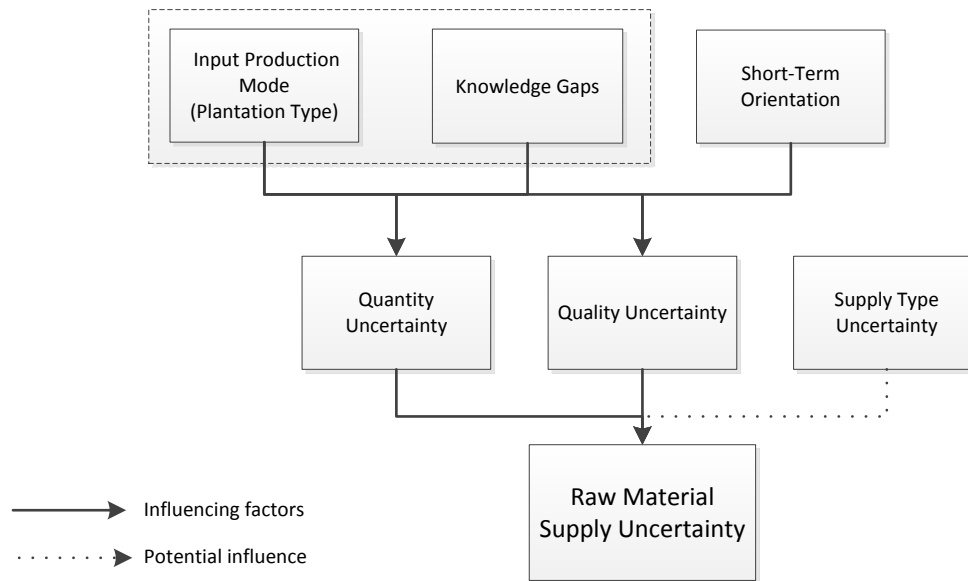 Input Production
Mode
(Plantation Type)
Knowledge Gaps
Short-Term
Orientation
Quantity
Uncertainty
Quality Uncertainty
Supply Type
Uncertainty
Raw Material
Supply Uncertainty
Influencing factors
Potential influence